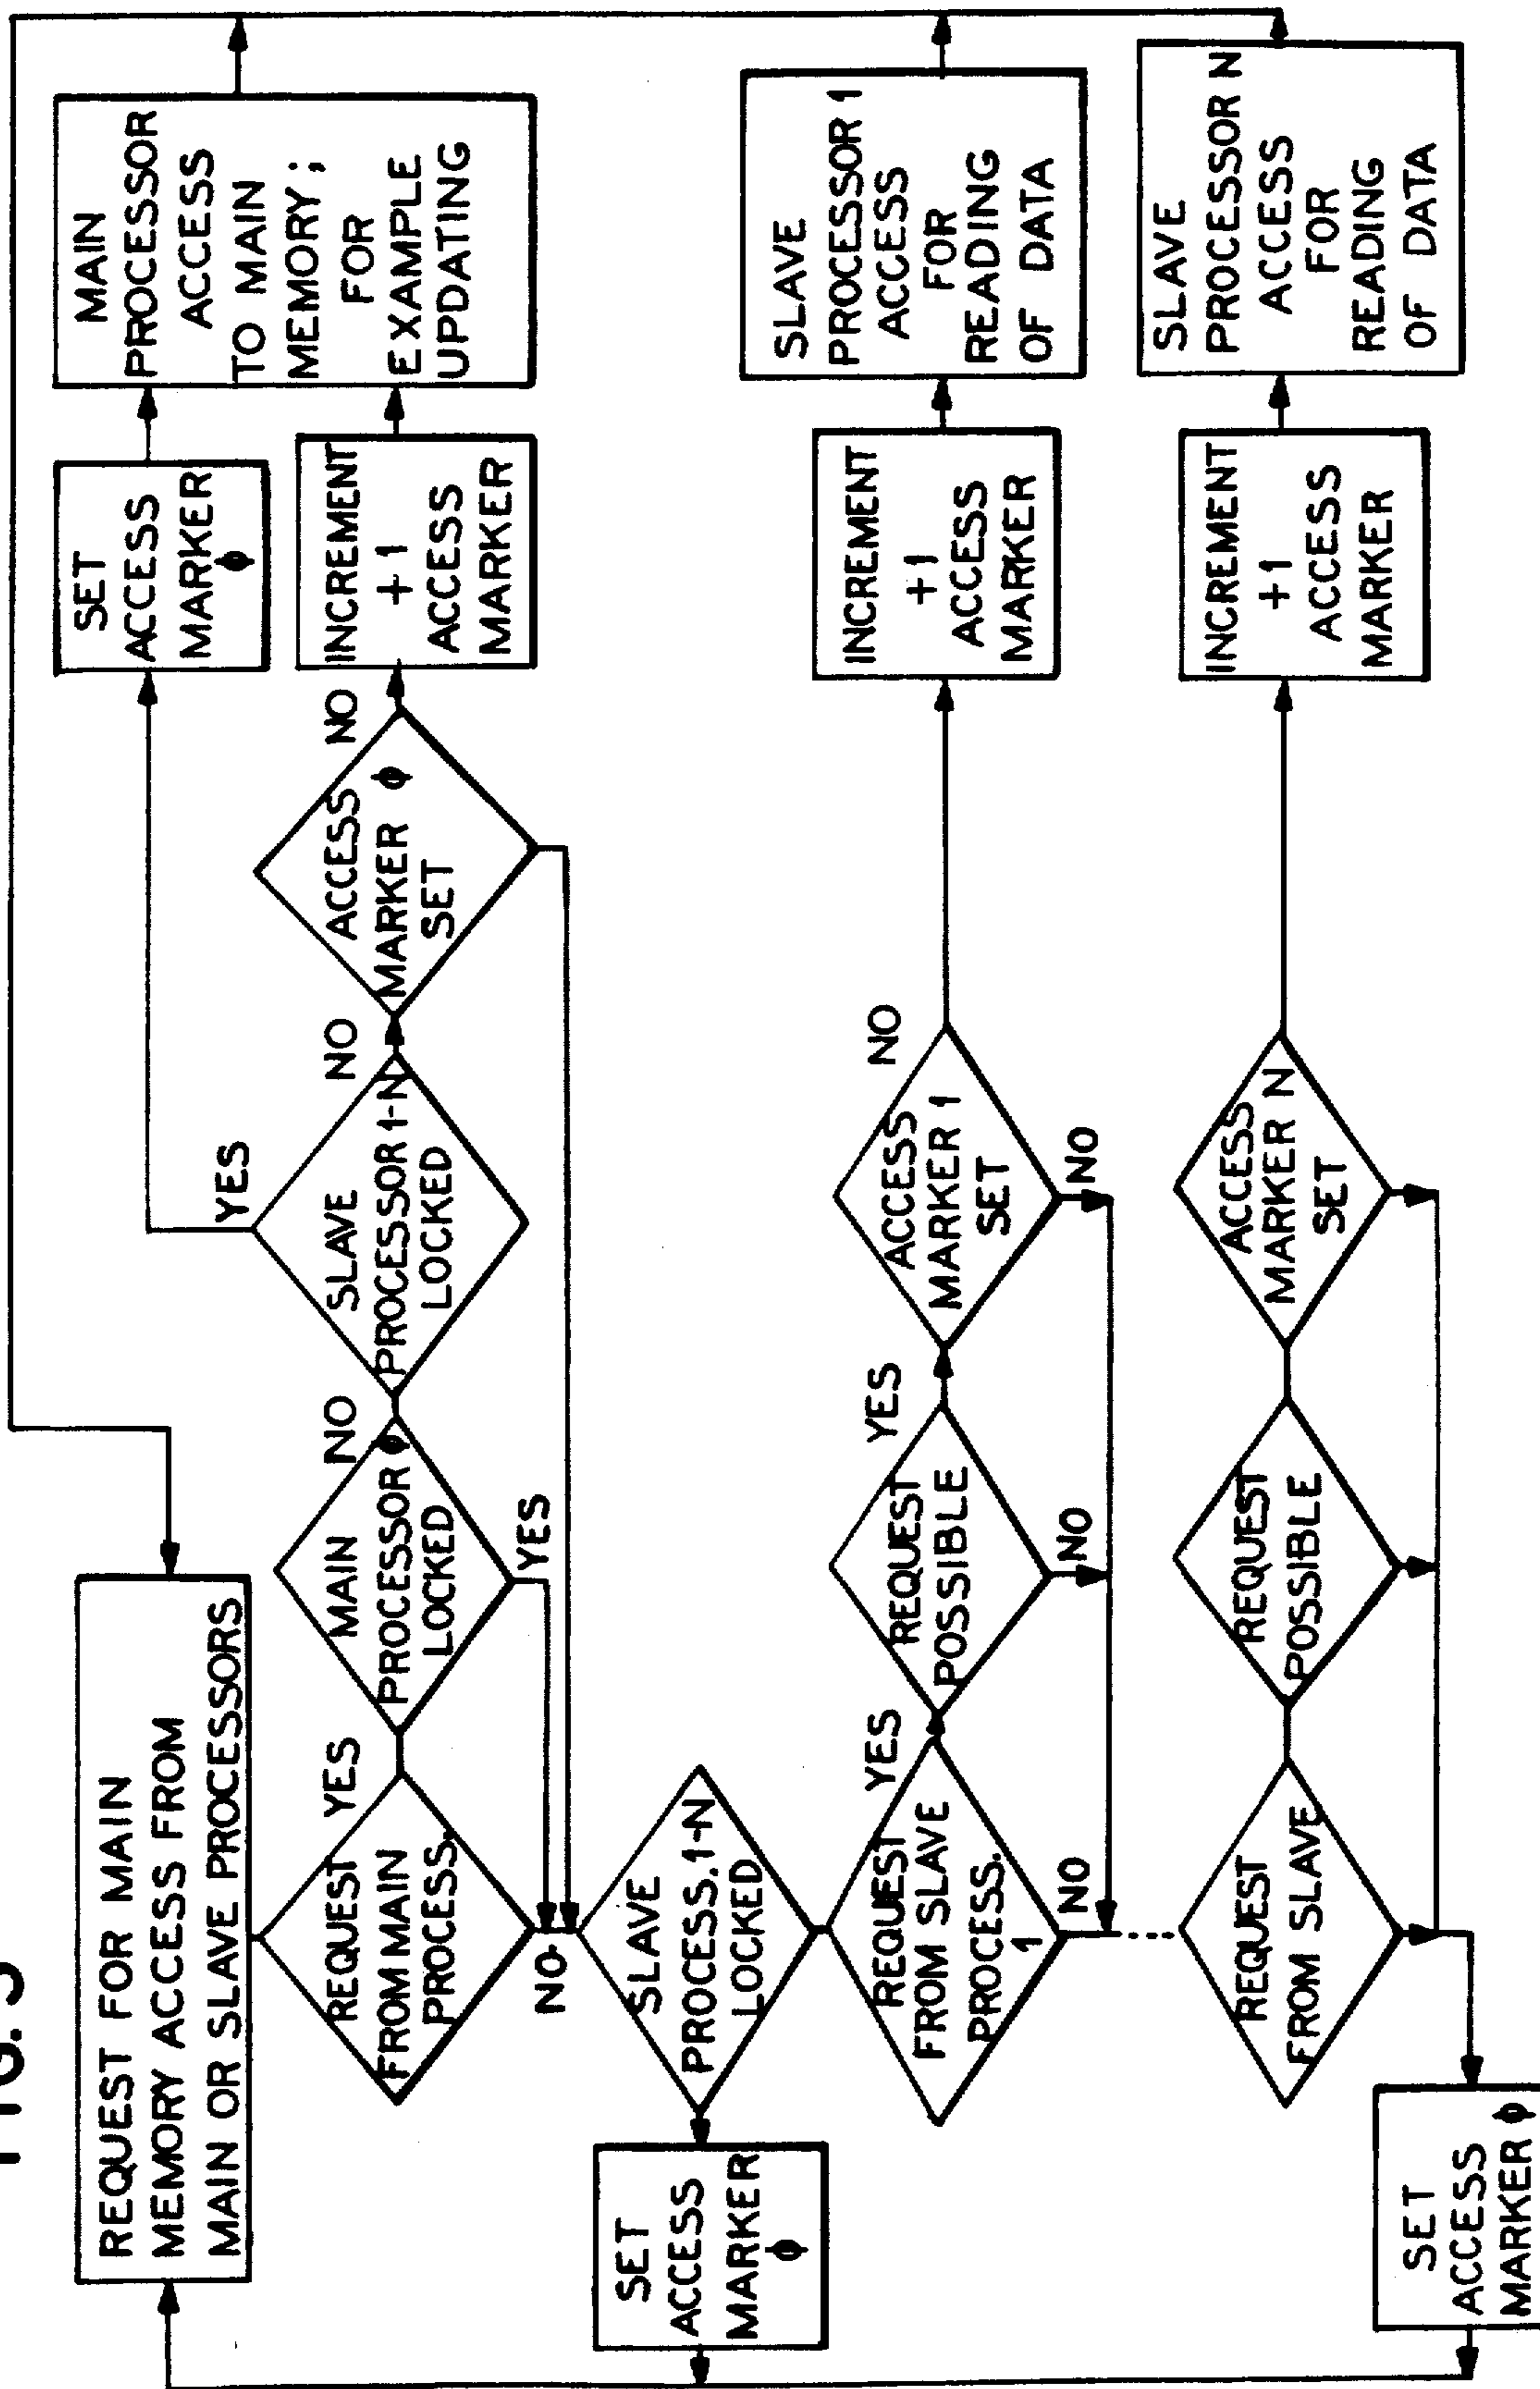 FIG. 3
REQUEST FOR MAIN
MEMORY ACCESS FROM
MAIN OR SLAVE PROCESSORS
REQUEST
FROM MAIN
PROCESS.
YES
NO
MAIN
PROCESSOR ϕ
LOCKED
NO
YES
SLAVE
PROCESSOR 1-N
LOCKED
YES
NO
ACCESS
MARKER ϕ
SET
NO
SET
ACCESS
MARKER
ϕ
INCREMENT
+1
ACCESS
MARKER
MAIN
PROCESSOR
ACCESS
TO MAIN
MEMORY;
FOR
EXAMPLE
UPDATING
SLAVE
PROCESS. 1-N
LOCKED
SET
ACCESS
MARKER
ϕ
REQUEST
FROM SLAVE
PROCESS.
1
YES
NO
REQUEST
POSSIBLE
YES
NO
ACCESS
MARKER 1
SET
NO
NO
INCREMENT
+1
ACCESS
MARKER
SLAVE
PROCESSOR 1
ACCESS
FOR
READING
OF DATA
REQUEST
FROM SLAVE
REQUEST
POSSIBLE
ACCESS
MARKER N
SET
INCREMENT
+1
ACCESS
MARKER
SLAVE
PROCESSOR N
ACCESS
FOR
READING
OF DATA
SET
ACCESS
MARKER ϕ